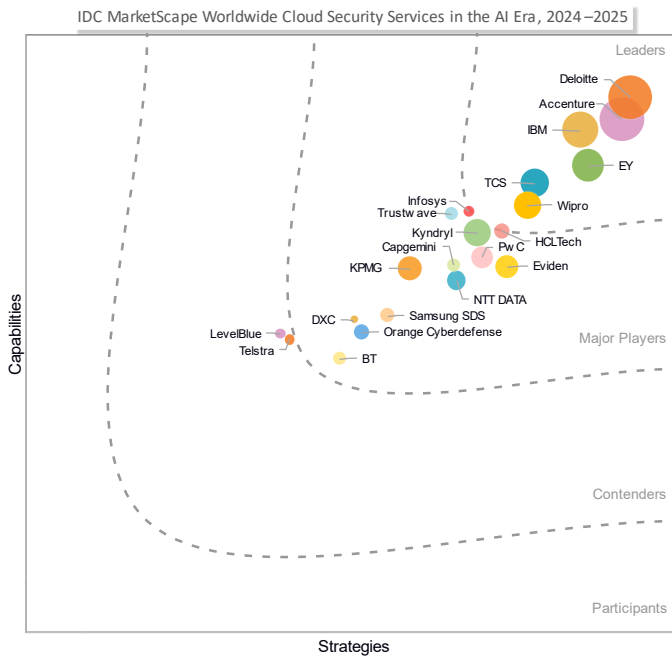 IDC MarketScape Worldwide Cloud Security Services in the AI Era, 2024–2025
Leaders
Deloitte
Accenture
IBM
EY
TCS
Infosys
Wipro
Trustwave
Kyndryl
HCLTech
Capgemini
PwC
KPMG
Eviden
NTT DATA
DXC
Samsung SDS
LevelBlue
Orange Cyberdefense
Major Players
Telstra
BT
Capabilities
Contenders
Participants
Strategies